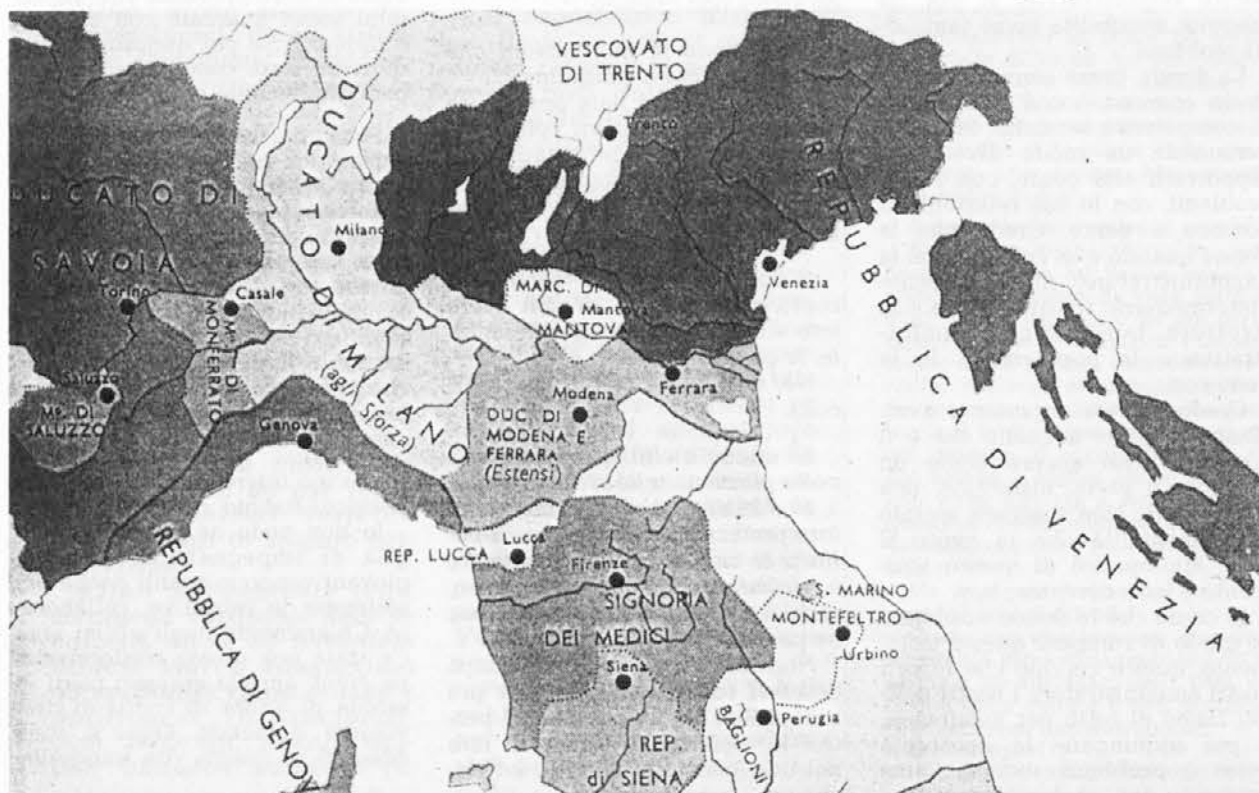 VESCOVATO
DI TRENTO
Trento
DUCATO DI MILANO
(agli Sforza)
REPUBBLICA DI VENEZIA
DUCATO DI
SAVOIA
Milano
Torino
Casale
M. DI
MONFERRATO
MARC. DI
Mantova
MANTOVA
Venezia
Saluzzo
Mº. DI
SALUZZO
Genova
Modena
Ferrara
DUC. DI
MODENA E
FERRARA
(Estensi)
REP. LUCCA
Lucca
Firenze
SIGNORIA
DEI MEDICI
S. MARINO
MONTEFELTRO
Urbino
Siena
Perugia
BAGLIONI
REP.
di SIENA
REPUBBLICA DI GENOV